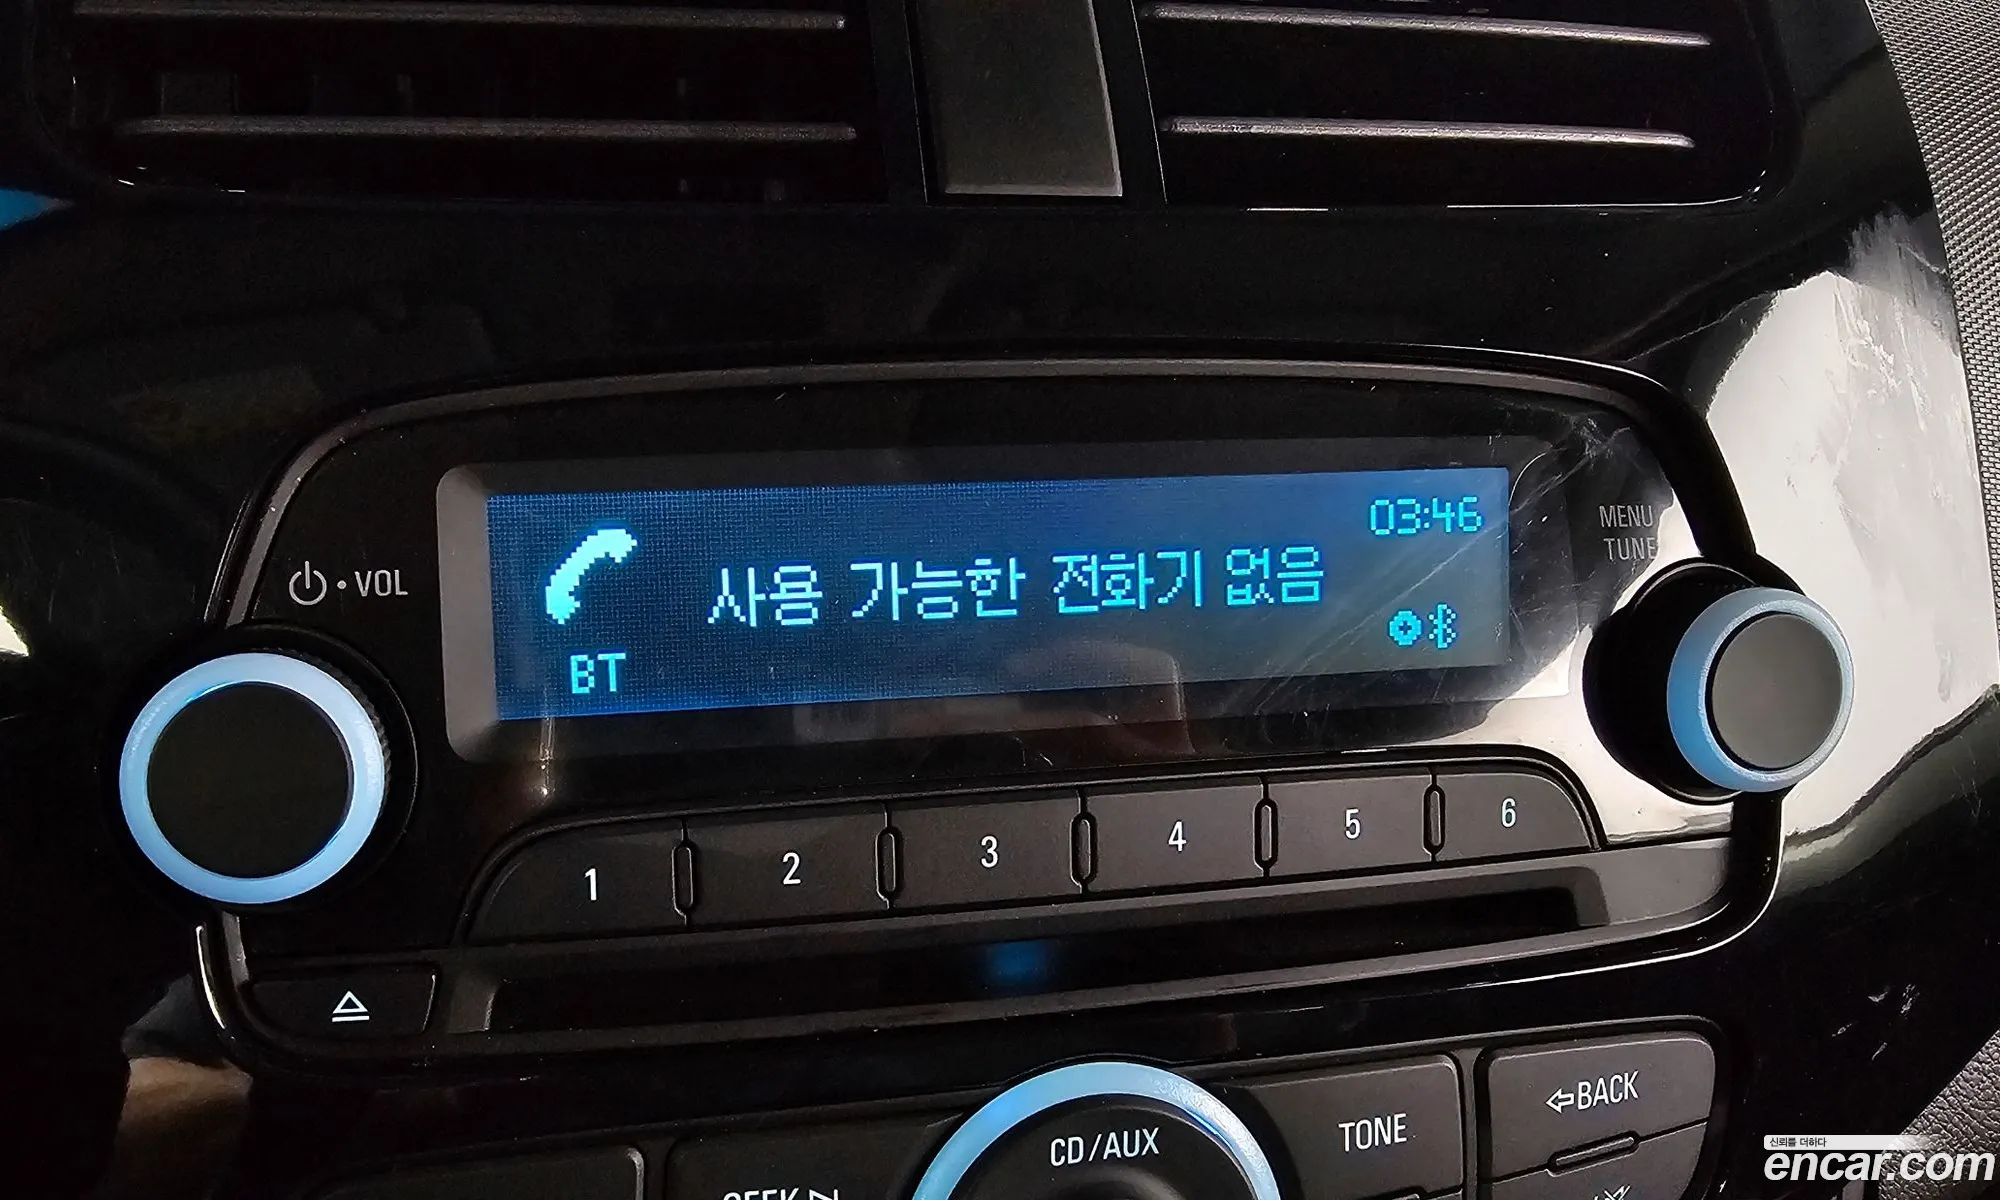 03:46
사용 가능한 전화기 없음
BT
MENU
TUNE
VOL
1 2 3 4 5 6
BACK
TONE
CD/AUX
SEEK
신뢰를 더하다
encar.com